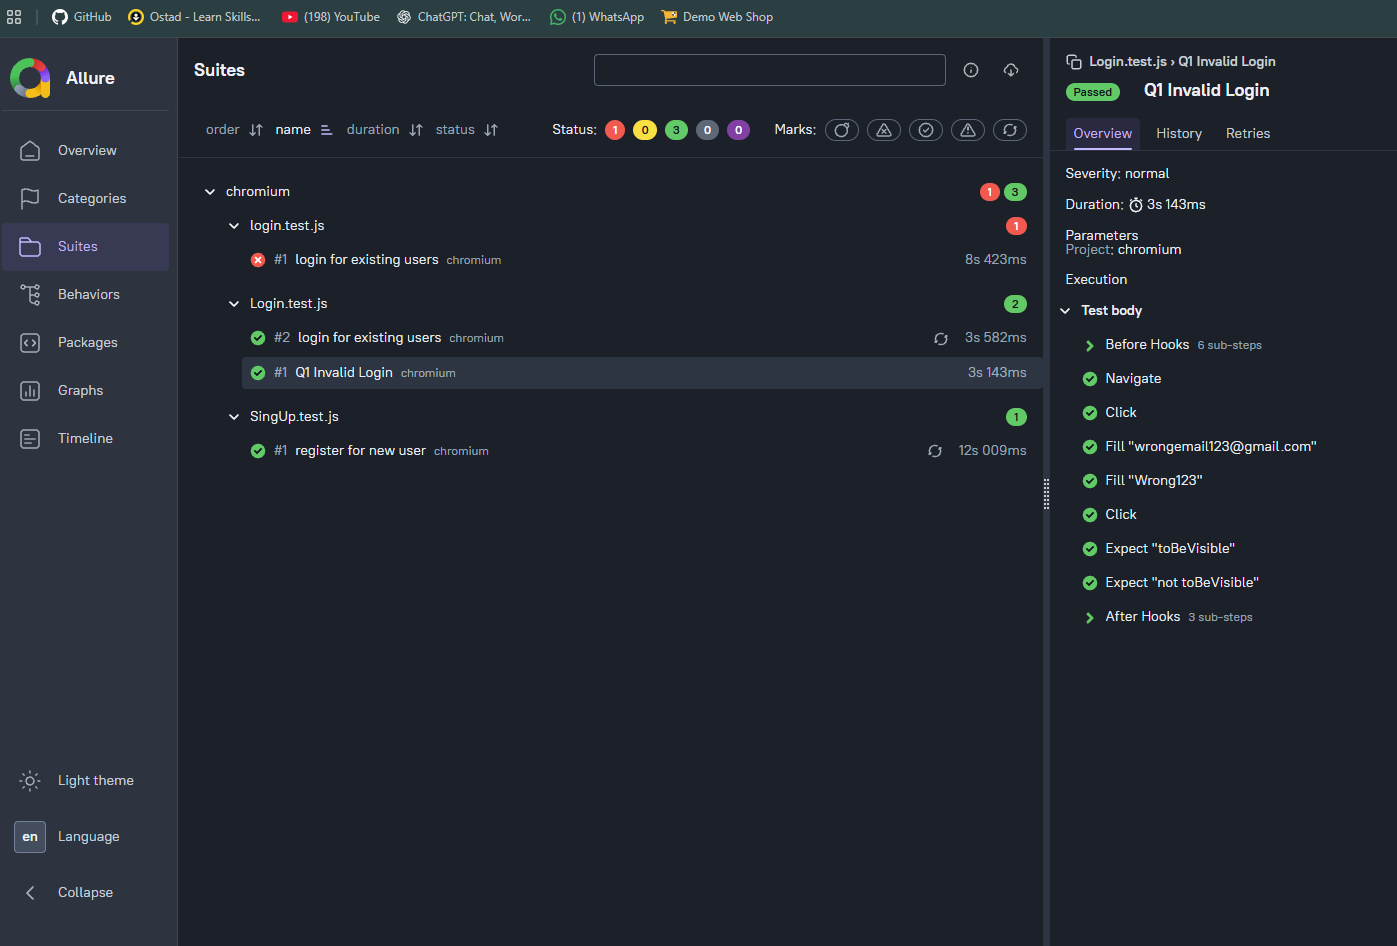 GitHub
Ostad - Learn Skills...
(198) YouTube
ChatGPT: Chat, Wor...
(1) WhatsApp
Demo Web Shop
Allure
Overview
Categories
Suites
Behaviors
Packages
Graphs
Timeline
Light theme
en Language
Collapse
Suites
order name duration status Status: 1 0 3 0 0 Marks:
chromium 1 3
login.test.js 1
#1 login for existing users chromium 8s 423ms
Login.test.js 2
#2 login for existing users chromium 3s 582ms
#1 Q1 Invalid Login chromium 3s 143ms
SingUp.test.js 1
#1 register for new user chromium 12s 009ms
Login.test.js › Q1 Invalid Login
Passed Q1 Invalid Login
Overview History Retries
Severity: normal
Duration: 3s 143ms
Parameters
Project: chromium
Execution
Test body
Before Hooks 6 sub-steps
Navigate
Click
Fill "wrongemail123@gmail.com"
Fill "Wrong123"
Click
Expect "toBeVisible"
Expect "not toBeVisible"
After Hooks 3 sub-steps